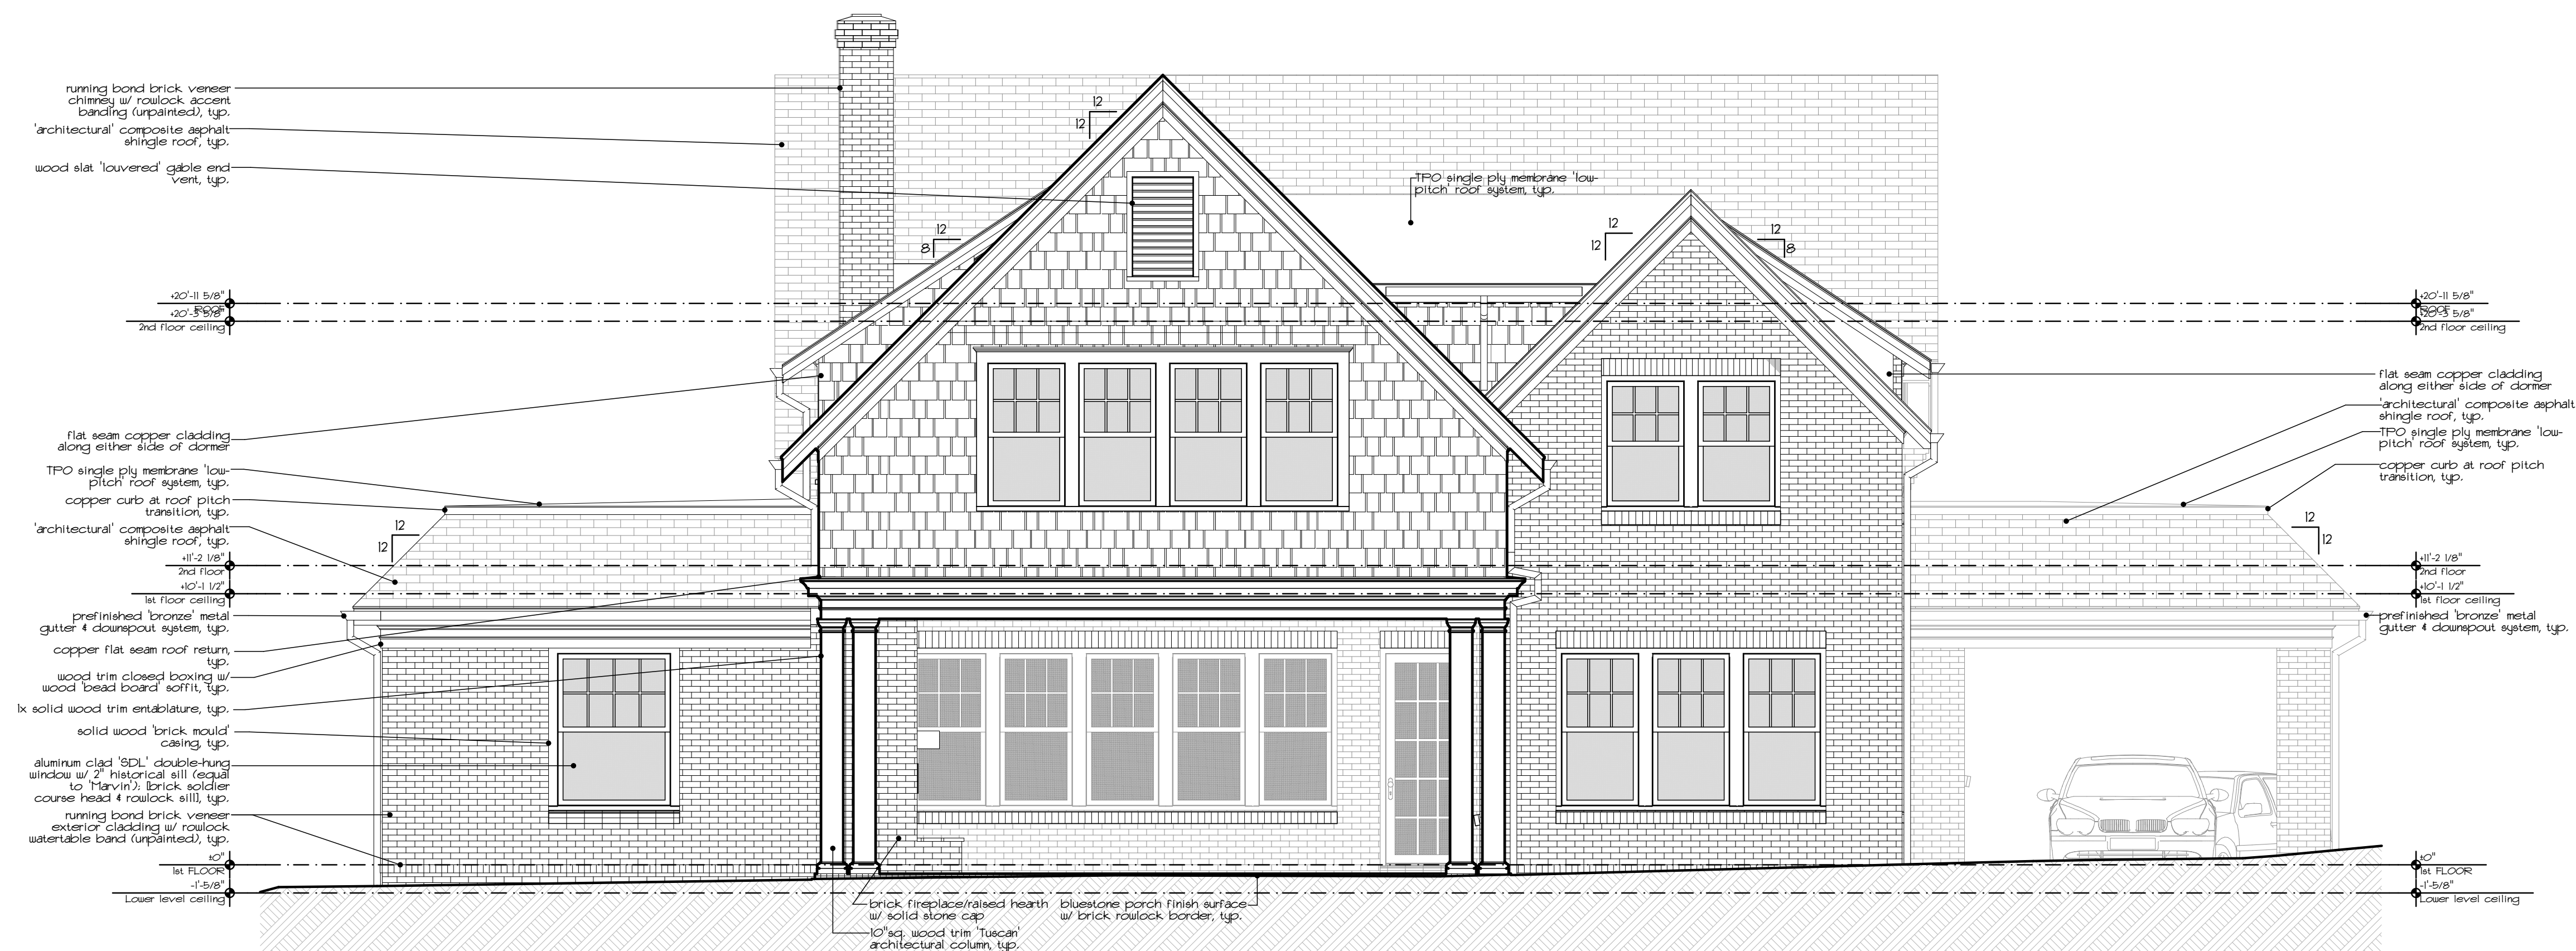 running bond brick veneer
chimney w/ rowlock accent
banding (unpainted), typ.
'architectural' composite asphalt
shingle roof, typ.
wood slat 'louvered' gable end
vent, typ.
+20'-11 5/8"
ROOF
+20'-3 5/8"
2nd floor ceiling
flat seam copper cladding
along either side of dormer
TPO single ply membrane 'low-
pitch' roof system, typ.
copper curb at roof pitch
transition, typ.
'architectural' composite asphalt
shingle roof, typ.
+11'-2 1/8"
2nd floor
+10'-1 1/2"
1st floor ceiling
prefinished 'bronze' metal
gutter & downspout system, typ.
copper flat seam roof return,
typ.
wood trim closed boxing w/
wood 'bead board' soffit, typ.
1x solid wood trim entablature, typ.
solid wood 'brick mould'
casing, typ.
aluminum clad 'SDL' double-hung
window w/ 2" historical sill (equal
to 'Marvin'); [brick soldier
course head & rowlock sill], typ.
running bond brick veneer
exterior cladding w/ rowlock
watertable band (unpainted), typ.
±0"
1st FLOOR
-1'-5/8"
Lower level ceiling
12
12
12
8
12
12
TPO single ply membrane 'low-
pitch' roof system, typ.
12
12
12
8
12
12
brick fireplace/raised hearth
w/ solid stone cap
10"sq. wood trim 'Tuscan'
architectural column, typ.
bluestone porch finish surface
w/ brick rowlock border, typ.
+20'-11 5/8"
ROOF
+20'-3 5/8"
2nd floor ceiling
flat seam copper cladding
along either side of dormer
'architectural' composite asphalt
shingle roof, typ.
TPO single ply membrane 'low-
pitch' roof system, typ.
copper curb at roof pitch
transition, typ.
+11'-2 1/8"
2nd floor
+10'-1 1/2"
1st floor ceiling
prefinished 'bronze' metal
gutter & downspout system, typ.
±0"
1st FLOOR
-1'-5/8"
Lower level ceiling